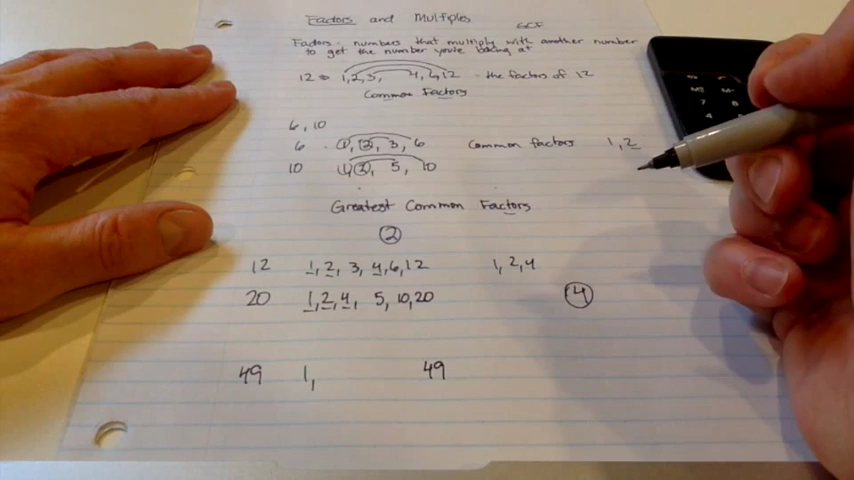 Factors and Multiples GCF
Factors - numbers that multiply with another number
to get the number you're looking at
12 ⇒ 1,2,3, 4,6,12 - the factors of 12
Common Factors
6, 10
6 . 1, 2, 3, 6 Common factors 1,2
10 1, 2, 5, 10
Greatest Common Factors
2
12 1, 2, 3, 4,6,12 1, 2,4
20 1, 2, 4, 5, 10,20 4
49 1, 49
7 8
4